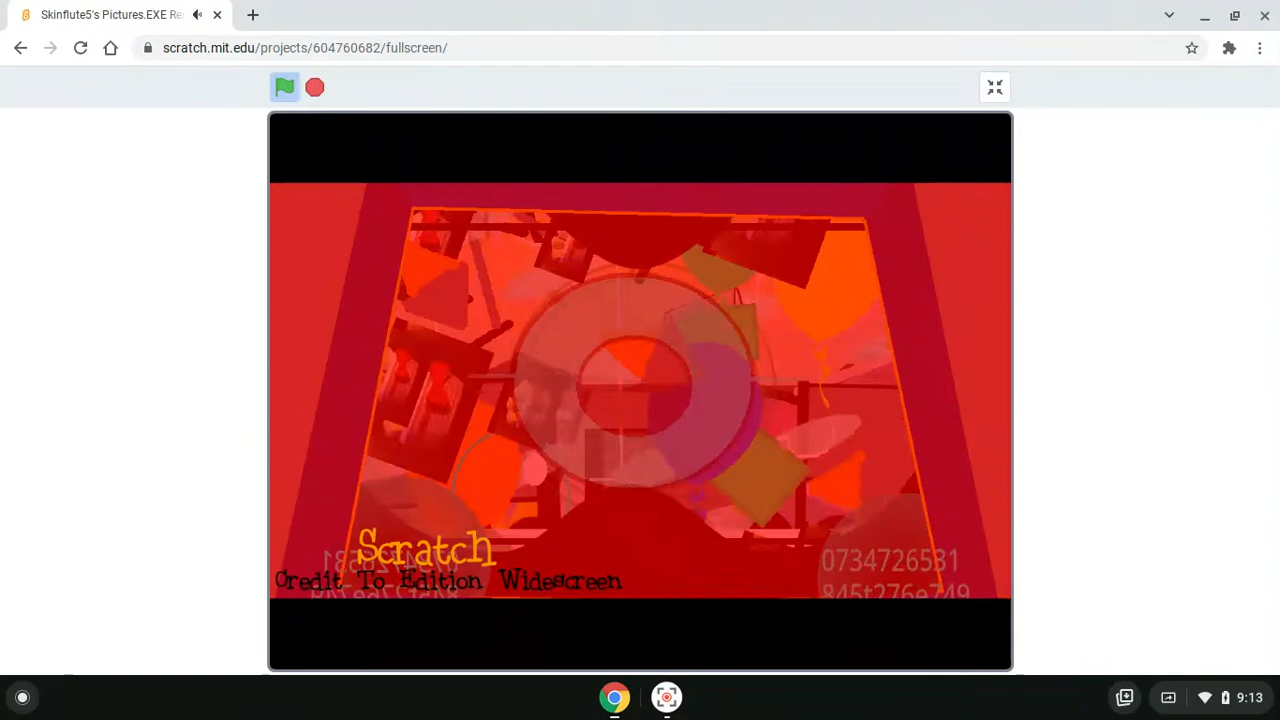 Skinflute5's Pictures.EXE Re
scratch.mit.edu/projects/604760682/fullscreen/
Scratch
0734726531
Credit To Edition Widescreen
845t276e749
9:13